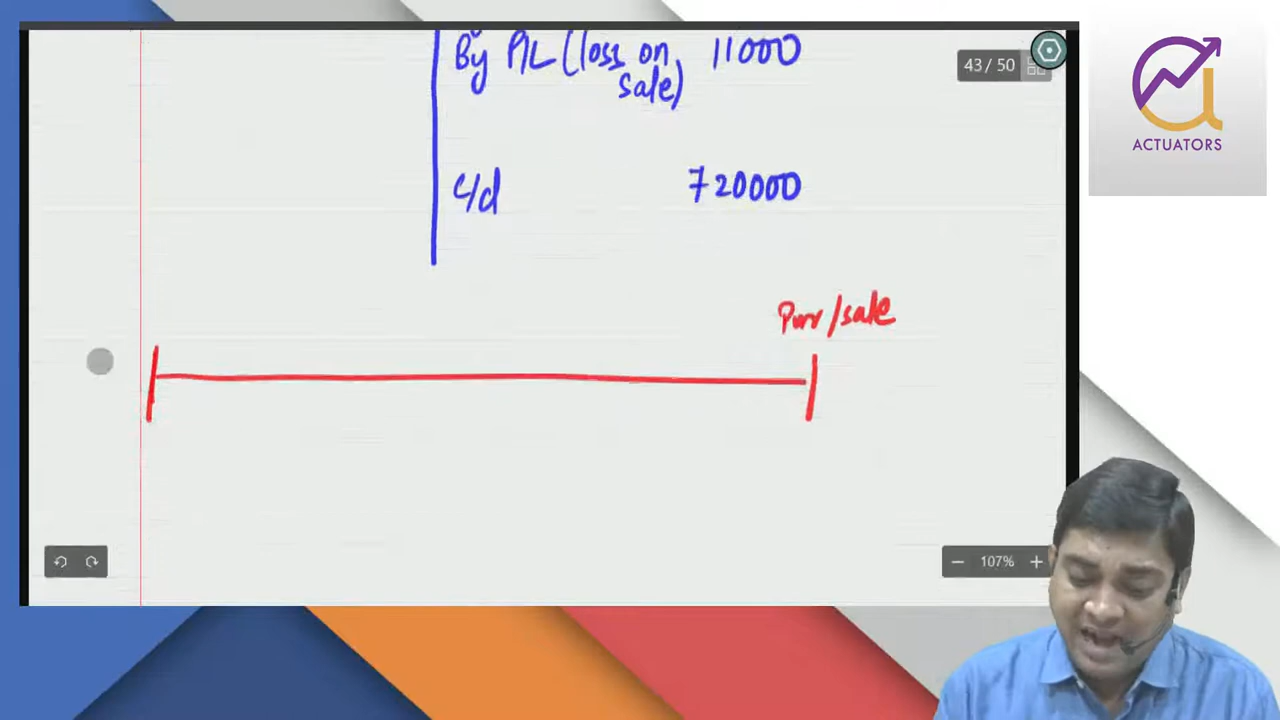 By P/L (loss on 11000
sale)
43 / 50
ACTUATORS
c/d 720000
Purr/sale
107%